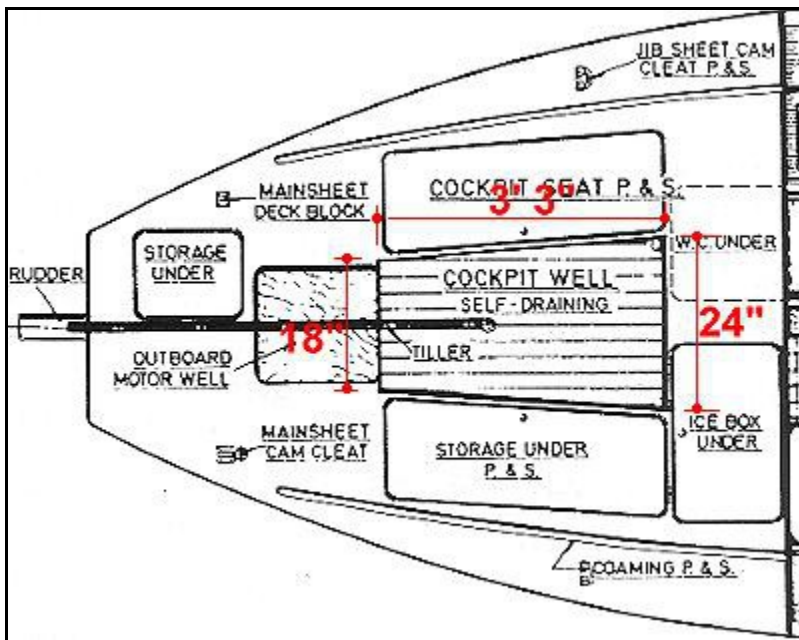 JIB SHEET CAM
CLEAT P. & S.
COCKPIT SEAT P. & S.
3' 3"
MAINSHEET
DECK BLOCK
STORAGE
UNDER
W.C. UNDER
RUDDER
COCKPIT WELL
SELF-DRAINING
18"
24"
TILLER
OUTBOARD
MOTOR WELL
MAINSHEET
CAM CLEAT
STORAGE UNDER
P. & S.
ICE BOX
UNDER
COAMING P. & S.